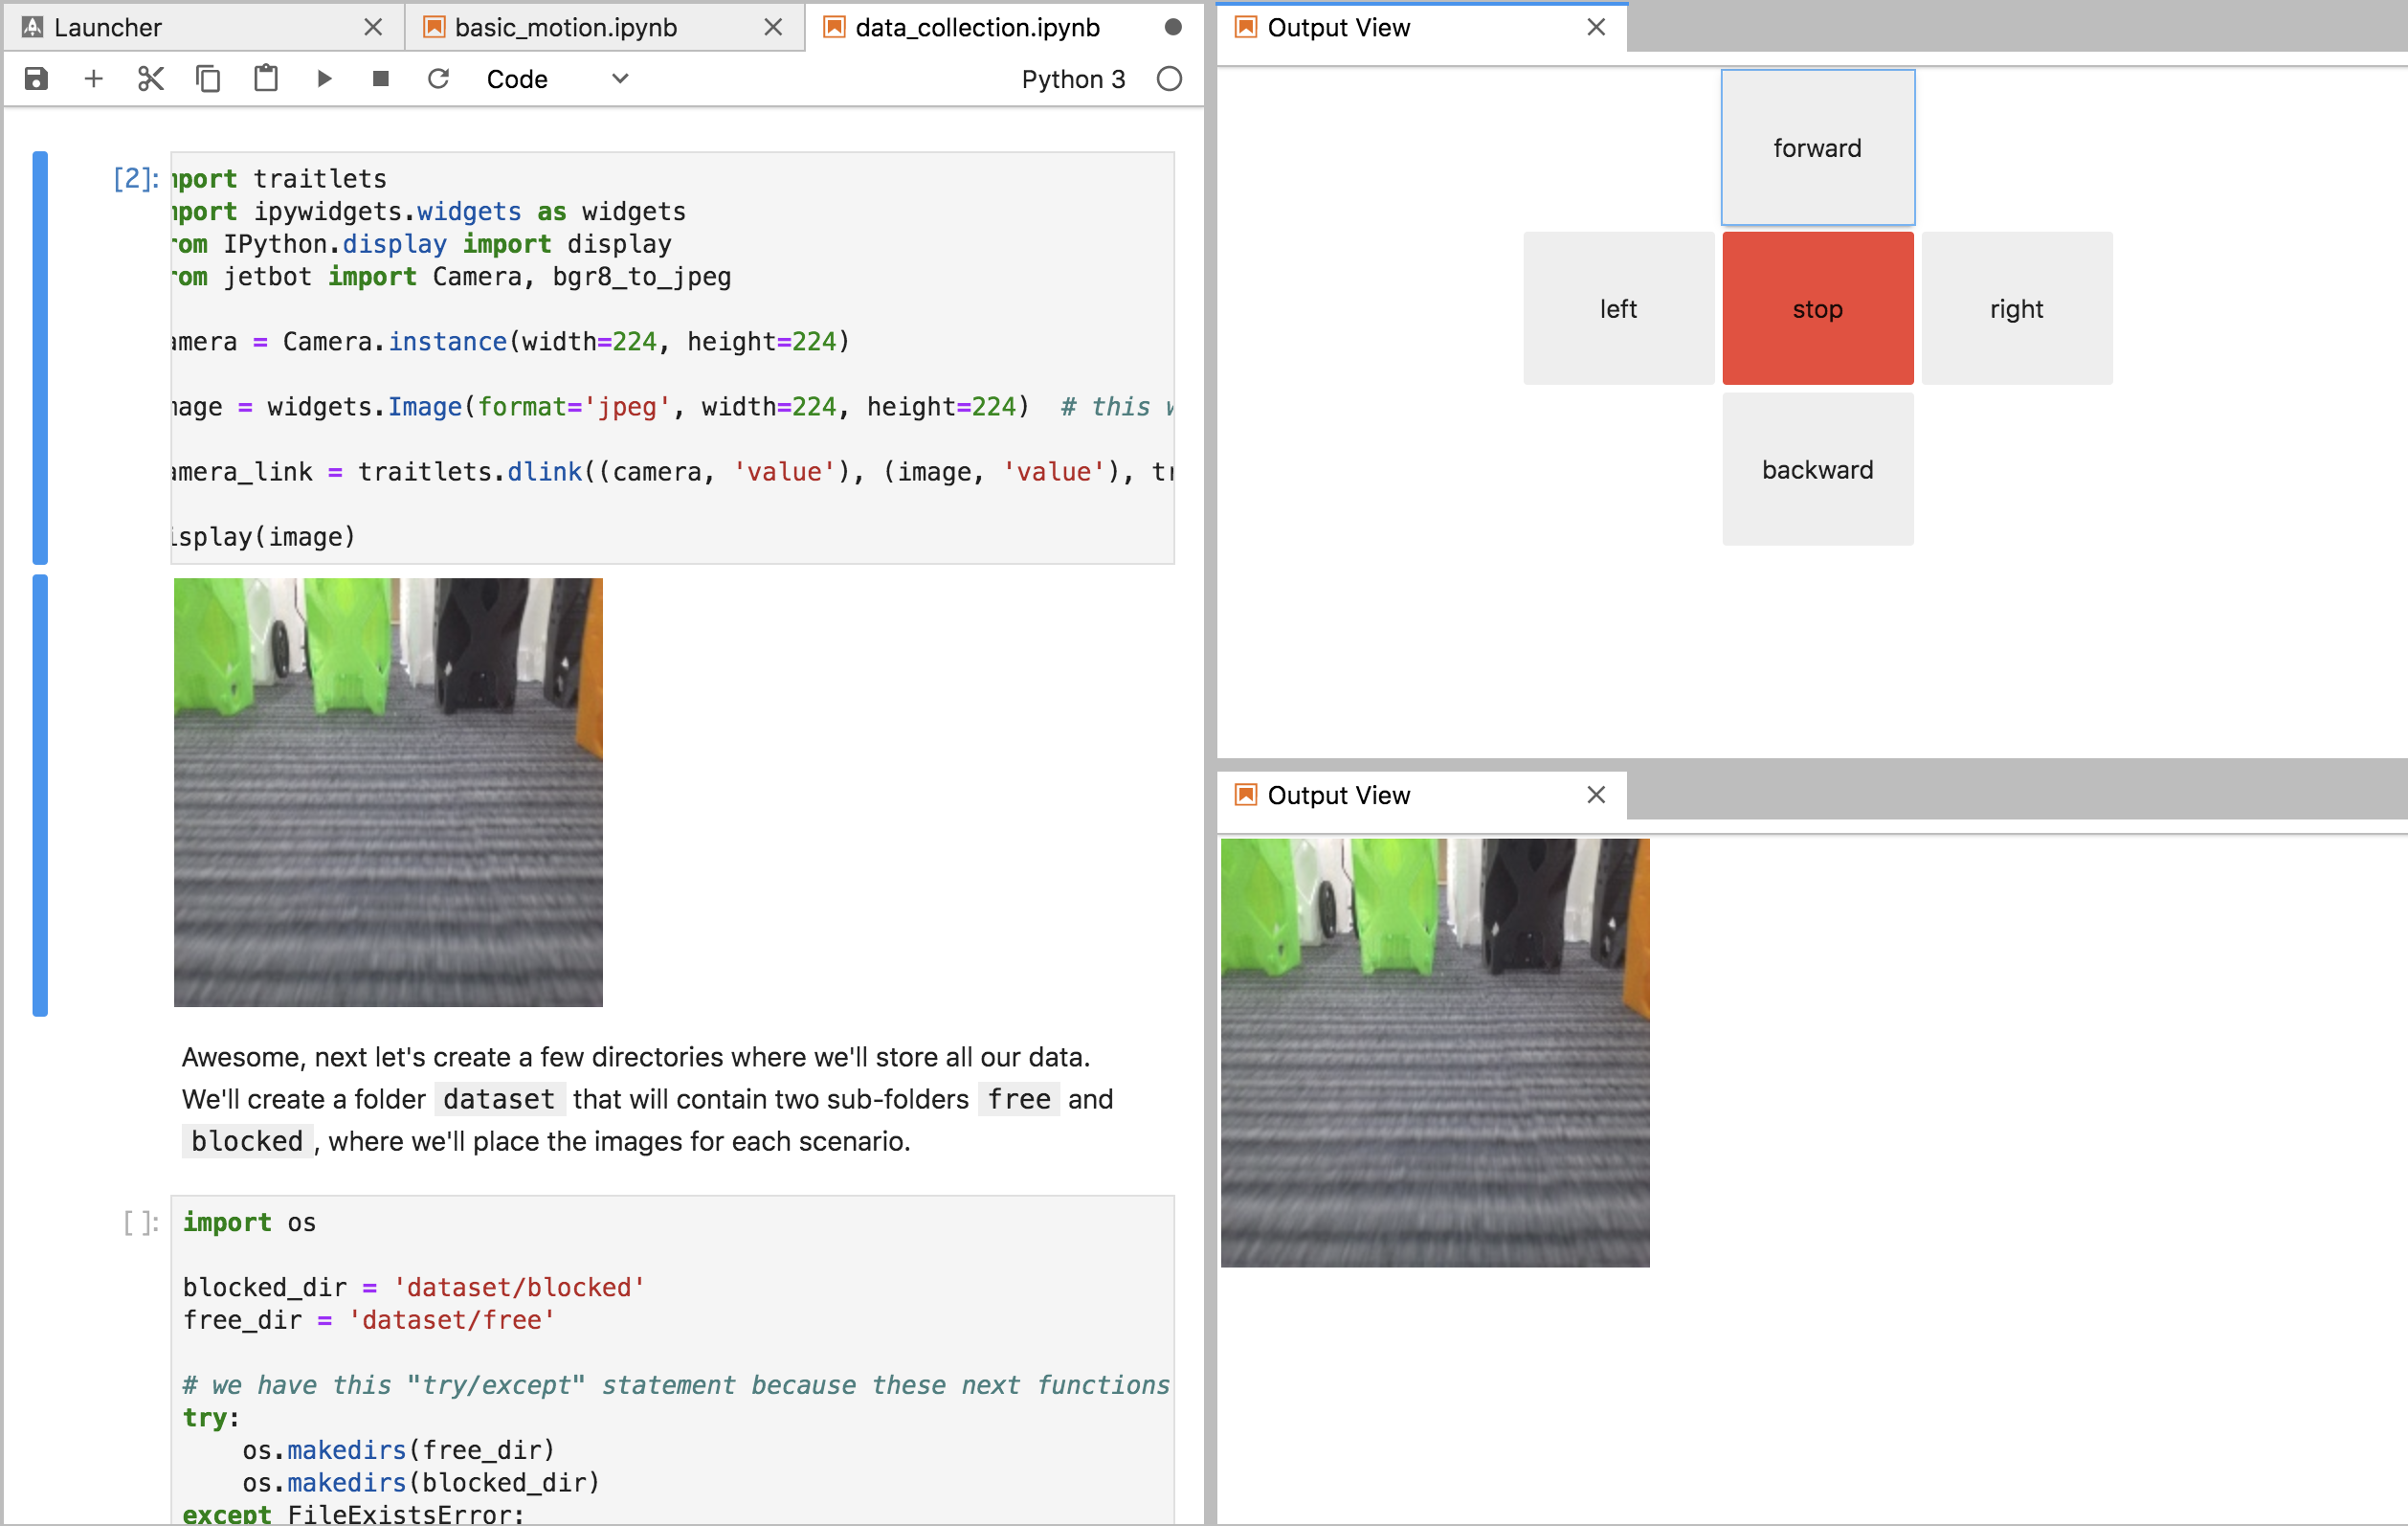 Launcher
basic_motion.ipynb
data_collection.ipynb
Code
Python 3
[2]:
mport traitlets
mport ipywidgets.widgets as widgets
rom IPython.display import display
rom jetbot import Camera, bgr8_to_jpeg
amera = Camera.instance(width=224, height=224)
mage = widgets.Image(format='jpeg', width=224, height=224)  # this w
amera_link = traitlets.dlink((camera, 'value'), (image, 'value'), tr
isplay(image)
Awesome, next let's create a few directories where we'll store all our data.
We'll create a folder dataset that will contain two sub-folders free and
blocked, where we'll place the images for each scenario.
[ ]:
import os
blocked_dir = 'dataset/blocked'
free_dir = 'dataset/free'
# we have this "try/except" statement because these next functions
try:
    os.makedirs(free_dir)
    os.makedirs(blocked_dir)
except FileExistsError:
Output View
forward
left
stop
right
backward
Output View